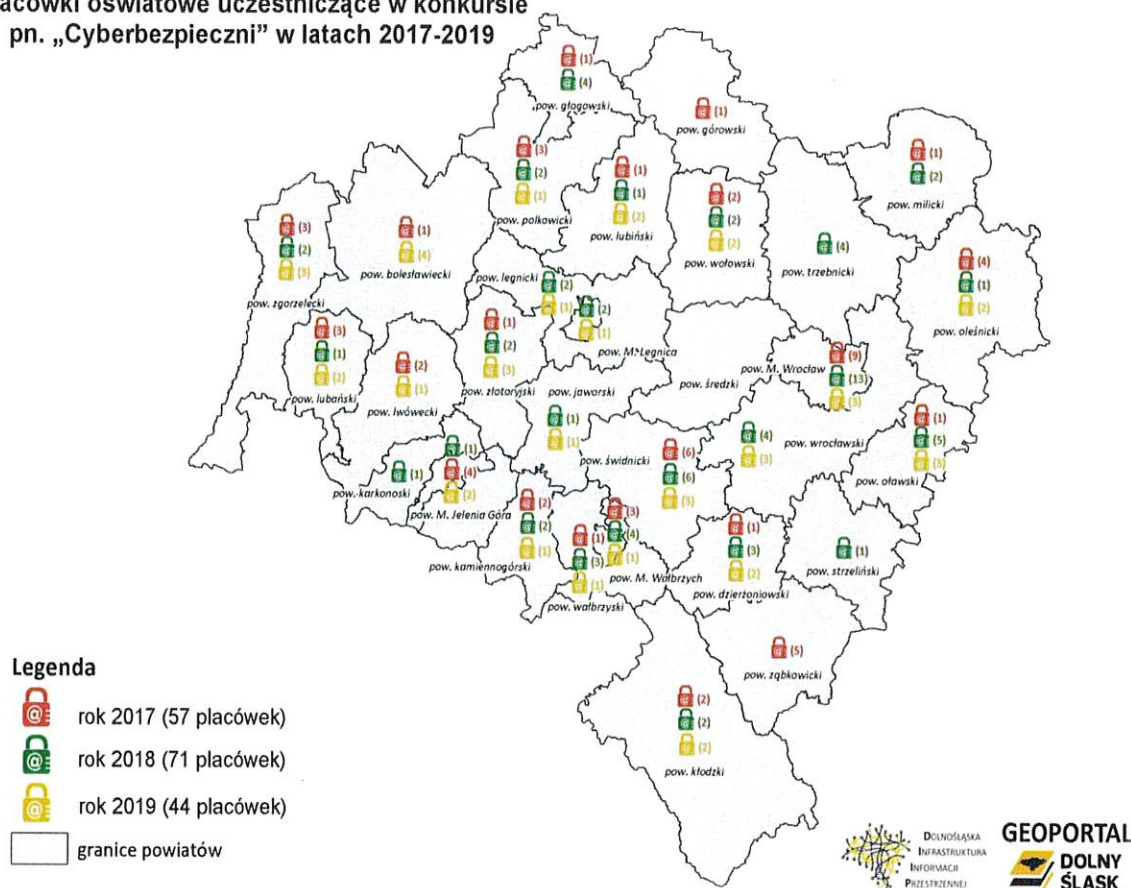 acówki oświatowe uczestniczące w konkursie
pn. „Cyberbezpieczni” w latach 2017-2019
(1)
(4)
pow. głogowski
(1)
pow. górowski
(1)
(2)
pow. milicki
(3)
(2)
(1)
pow. polkowicki
(1)
(1)
(2)
pow. lubiński
(2)
(2)
(2)
pow. wołowski
(4)
pow. trzebnicki
(4)
(1)
(2)
pow. oleśnicki
(3)
(2)
(3)
pow. zgorzelecki
(1)
(4)
pow. bolesławiecki
pow. legnicki
(2)
(1)
(2)
(1)
pow. M. Legnica
(3)
(1)
(2)
pow. lubański
(2)
(1)
pow. lwówecki
(1)
(2)
(3)
pow. złotoryjski
pow. jaworski
(1)
(1)
pow. średzki
pow. M. Wrocław
(9)
(13)
(3)
(4)
(3)
pow. wrocławski
(1)
(5)
(3)
pow. oławski
pow. świdnicki
(6)
(6)
(3)
(1)
pow. karkonoski
(1)
(4)
(2)
pow. M. Jelenia Góra
(2)
(2)
(1)
pow. kamiennogórski
(1)
(3)
(1)
pow. wałbrzyski
(3)
(4)
(1)
pow. M. Wałbrzych
(1)
(3)
(2)
pow. dzierżoniowski
(1)
pow. strzeliński
(5)
pow. ząbkowicki
(2)
(2)
(2)
pow. kłodzki
Legenda
rok 2017 (57 placówek)
rok 2018 (71 placówek)
rok 2019 (44 placówek)
granice powiatów
DOLNOŚLĄSKA
INFRASTRUKTURA
INFORMACJI
PRZESTRZENNEJ
GEOPORTAL
DOLNY
ŚLĄSK